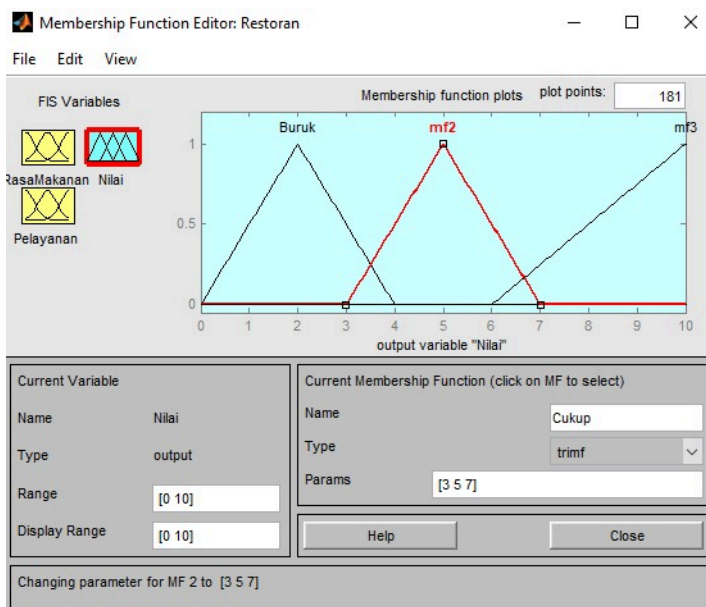 Membership Function Editor: Restoran
File Edit View
FIS Variables
Membership function plots plot points: 181
RasaMakanan Nilai
Pelayanan
Buruk mf2 mf3
1
0.5
0
0 1 2 3 4 5 6 7 8 9 10
output variable "Nilai"
Current Variable
Name Nilai
Type output
Range [0 10]
Display Range [0 10]
Current Membership Function (click on MF to select)
Name Cukup
Type trimf
Params [3 5 7]
Help Close
Changing parameter for MF 2 to [3 5 7]